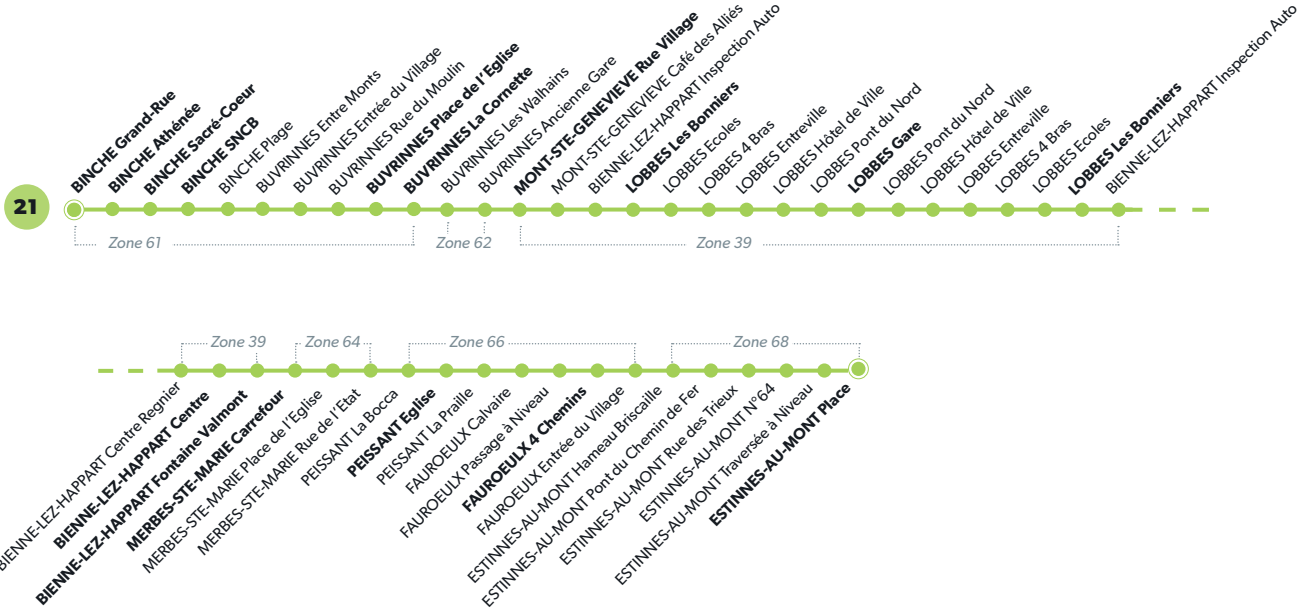 21
BINCHE Grand-Rue
BINCHE Athénée
BINCHE Sacré-Coeur
BINCHE SNCB
BINCHE Plage
BUVRINNES Entre Monts
BUVRINNES Entrée du Village
BUVRINNES Rue du Moulin
BUVRINNES Place de l'Eglise
BUVRINNES La Cornette
BUVRINNES Les Walhains
BUVRINNES Ancienne Gare
MONT-STE-GENEVIEVE Rue Village
MONT-STE-GENEVIEVE Café des Alliés
BIENNE-LEZ-HAPPART Inspection Auto
LOBBES Les Bonniers
LOBBES Ecoles
LOBBES 4 Bras
LOBBES Entreville
LOBBES Hôtel de Ville
LOBBES Pont du Nord
LOBBES Gare
LOBBES Pont du Nord
LOBBES Hôtel de Ville
LOBBES Entreville
LOBBES 4 Bras
LOBBES Ecoles
LOBBES Les Bonniers
BIENNE-LEZ-HAPPART Inspection Auto
Zone 61
Zone 62
Zone 39
Zone 39
Zone 64
Zone 66
Zone 68
BIENNE-LEZ-HAPPART Centre Regnier
BIENNE-LEZ-HAPPART Centre
BIENNE-LEZ-HAPPART Fontaine Valmont
MERBES-STE-MARIE Carrefour
MERBES-STE-MARIE Place de l'Eglise
MERBES-STE-MARIE Rue de l'Etat
PEISSANT La Bocca
PEISSANT Eglise
PEISSANT La Praille
FAUROEULX Calvaire
FAUROEULX Passage à Niveau
FAUROEULX 4 Chemins
FAUROEULX Entrée du Village
ESTINNES-AU-MONT Hameau Briscaille
ESTINNES-AU-MONT Pont du Chemin de Fer
ESTINNES-AU-MONT Rue des Trieux
ESTINNES-AU-MONT N°64
ESTINNES-AU-MONT Traversée à Niveau
ESTINNES-AU-MONT Place